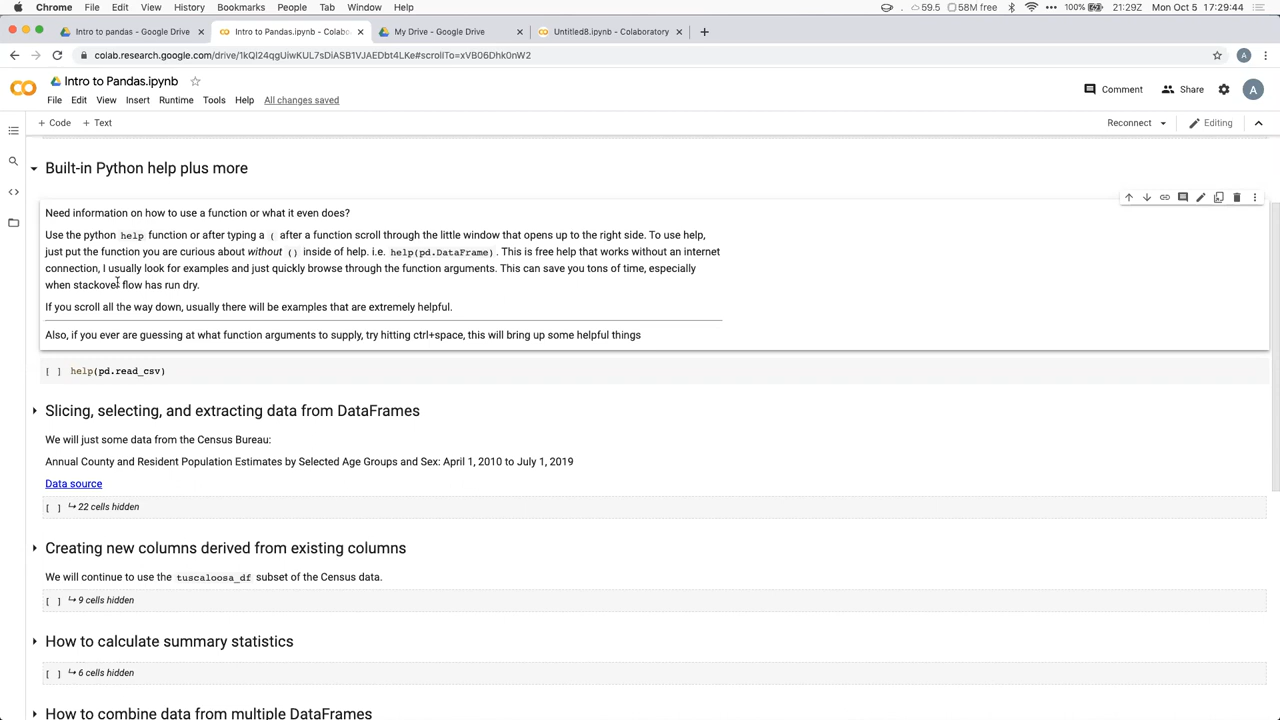 Chrome File Edit View History Bookmarks People Tab Window Help 59.5 58M free 100% 21:29Z Mon Oct 5 17:29:44
Intro to pandas - Google Drive Intro to Pandas.ipynb - Colabo My Drive - Google Drive Untitled8.ipynb - Colaboratory
colab.research.google.com/drive/1kQl24qgUiwKUL7sDiASB1VJAEDbt4LKe#scrollTo=xVB06Dhk0nW2 A
Intro to Pandas.ipynb
Comment Share A
File Edit View Insert Runtime Tools Help All changes saved
+ Code + Text Reconnect Editing
Built-in Python help plus more
Need information on how to use a function or what it even does?
Use the python help function or after typing a ( after a function scroll through the little window that opens up to the right side. To use help,
just put the function you are curious about without () inside of help. i.e. help(pd.DataFrame). This is free help that works without an internet
connection, I usually look for examples and just quickly browse through the function arguments. This can save you tons of time, especially
when stackover flow has run dry.
If you scroll all the way down, usually there will be examples that are extremely helpful.
Also, if you ever are guessing at what function arguments to supply, try hitting ctrl+space, this will bring up some helpful things
[ ] help(pd.read_csv)
Slicing, selecting, and extracting data from DataFrames
We will just some data from the Census Bureau:
Annual County and Resident Population Estimates by Selected Age Groups and Sex: April 1, 2010 to July 1, 2019
Data source
[ ] ↳ 22 cells hidden
Creating new columns derived from existing columns
We will continue to use the tuscaloosa_df subset of the Census data.
[ ] ↳ 9 cells hidden
How to calculate summary statistics
[ ] ↳ 6 cells hidden
How to combine data from multiple DataFrames